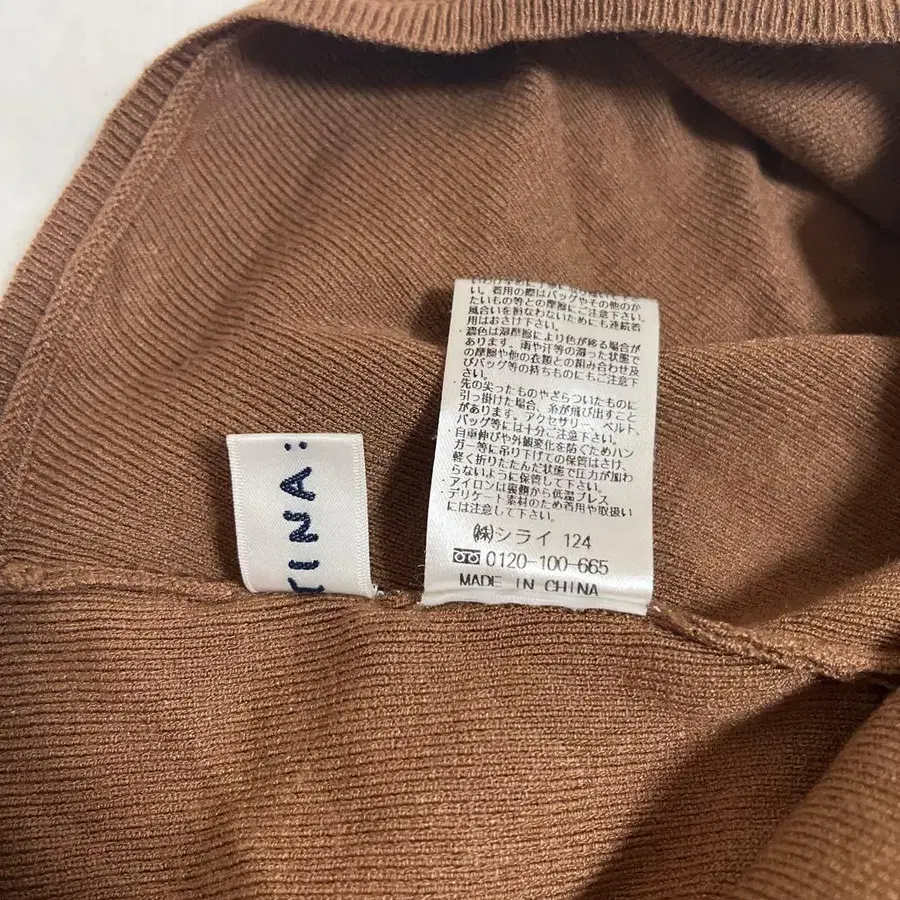 い。着用の際はバッグやその他のか
たいもの等との摩擦にご注意下さい。
風合いを損なわないためにも連続着
用はおさけ下さい。
・濃色は湿摩擦により色が移る場合が
あります。雨や汗等の湿った状態で
の摩擦や他の衣類との組み合わせ及
びバッグ等の持ちものにもご注意下
さい。
先の尖ったものやざらついたものに
引っ掛けた場合、糸が飛び出すこと
があります。アクセサリー、ベルト、
バッグ等には十分ご注意下さい。
・自重伸びや外観変化を防ぐためハン
ガー等に吊り下げての保管はさけ、
軽く折りたたんだ状態で圧力が加わ
らないように保管して下さい。
・アイロンは裏側から低温プレス
デリケート素材のため着用や取扱い
には注意して下さい。
㈱シライ 124
0120-100-665
MADE IN CHINA
TINA: